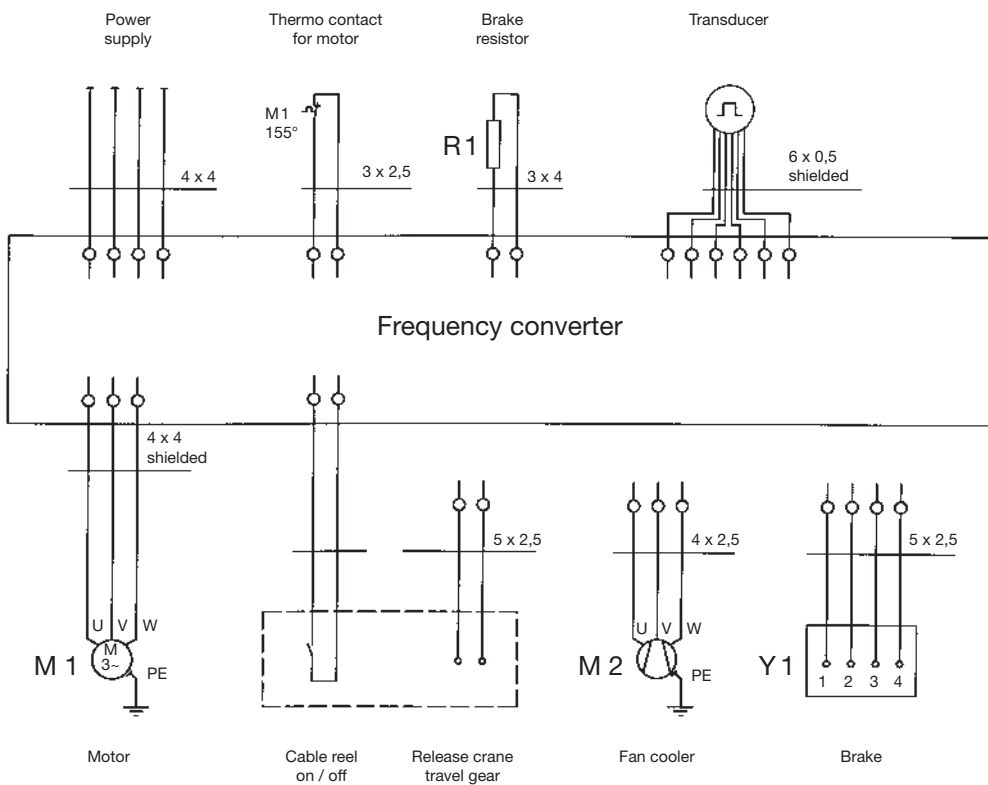 Power
supply
Thermo contact
for motor
Brake
resistor
Transducer
M1
155°
R1
4 x 4
3 x 2,5
3 x 4
6 x 0,5
shielded
Frequency converter
4 x 4
shielded
5 x 2,5
4 x 2,5
5 x 2,5
U V W
M
3~
M 1
PE
U V W
M 2
PE
Y 1
1 2 3 4
Motor
Cable reel
on / off
Release crane
travel gear
Fan cooler
Brake